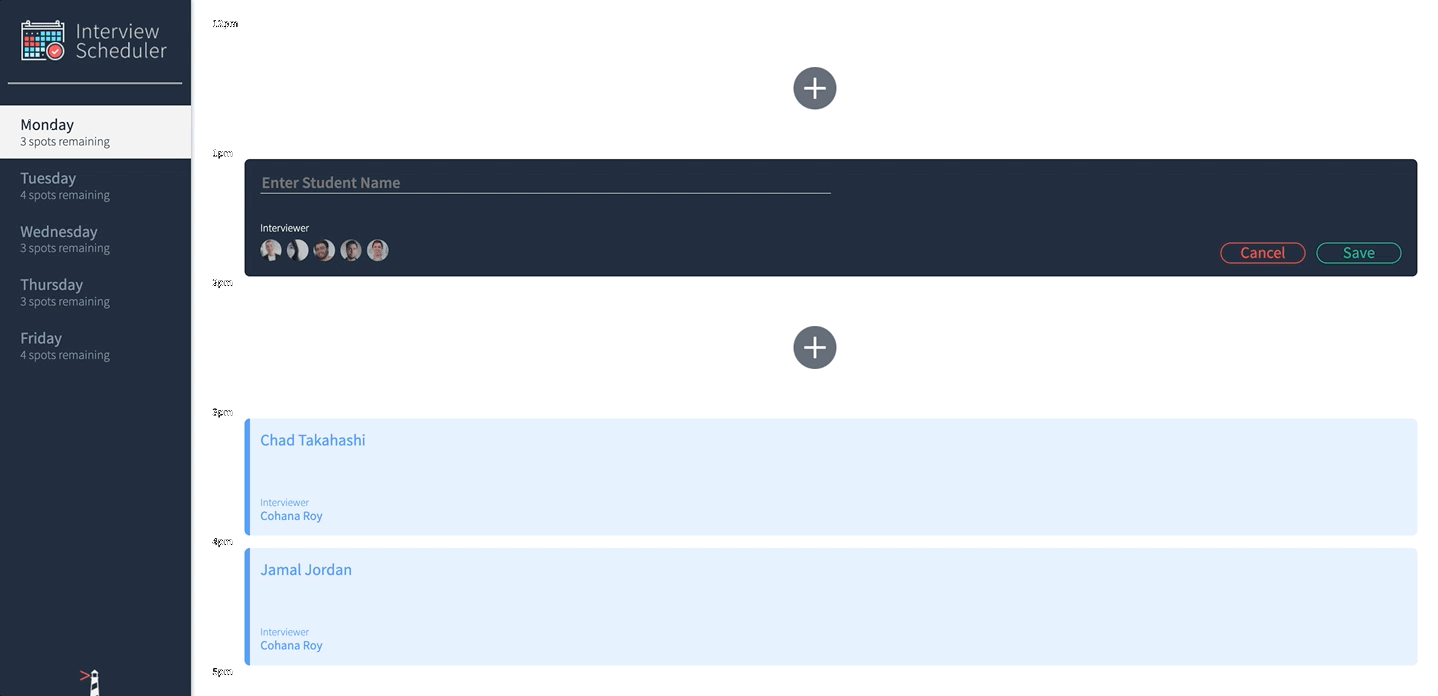 Interview
Scheduler
Monday
3 spots remaining
Tuesday
4 spots remaining
Wednesday
3 spots remaining
Thursday
3 spots remaining
Friday
4 spots remaining
12pm
1pm
Enter Student Name
Interviewer
Cancel
Save
2pm
3pm
Chad Takahashi
Interviewer
Cohana Roy
4pm
Jamal Jordan
Interviewer
Cohana Roy
5pm